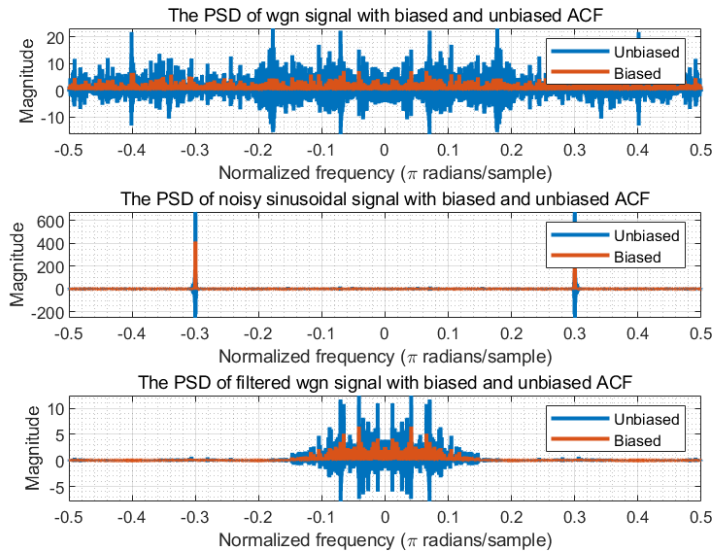 The PSD of wgn signal with biased and unbiased ACF
20
10
0
-10
Magnitude
Unbiased
Biased
-0.5 -0.4 -0.3 -0.2 -0.1 0 0.1 0.2 0.3 0.4 0.5
Normalized frequency (π radians/sample)
The PSD of noisy sinusoidal signal with biased and unbiased ACF
600
400
200
0
-200
Magnitude
Unbiased
Biased
-0.5 -0.4 -0.3 -0.2 -0.1 0 0.1 0.2 0.3 0.4 0.5
Normalized frequency (π radians/sample)
The PSD of filtered wgn signal with biased and unbiased ACF
10
5
0
-5
Magnitude
Unbiased
Biased
-0.5 -0.4 -0.3 -0.2 -0.1 0 0.1 0.2 0.3 0.4 0.5
Normalized frequency (π radians/sample)